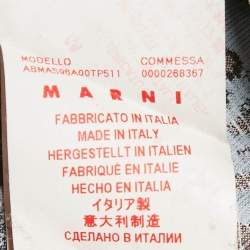 MODELLO COMMESSA
ABMAS98A00TP511 0000268367
MARNI
FABBRICATO IN ITALIA
MADE IN ITALY
HERGESTELLT IN ITALIEN
FABRIQUÉ EN ITALIE
HECHO EN ITALIA
イタリア製
意大利制造
СДЕЛАНО В ИТАЛИИ